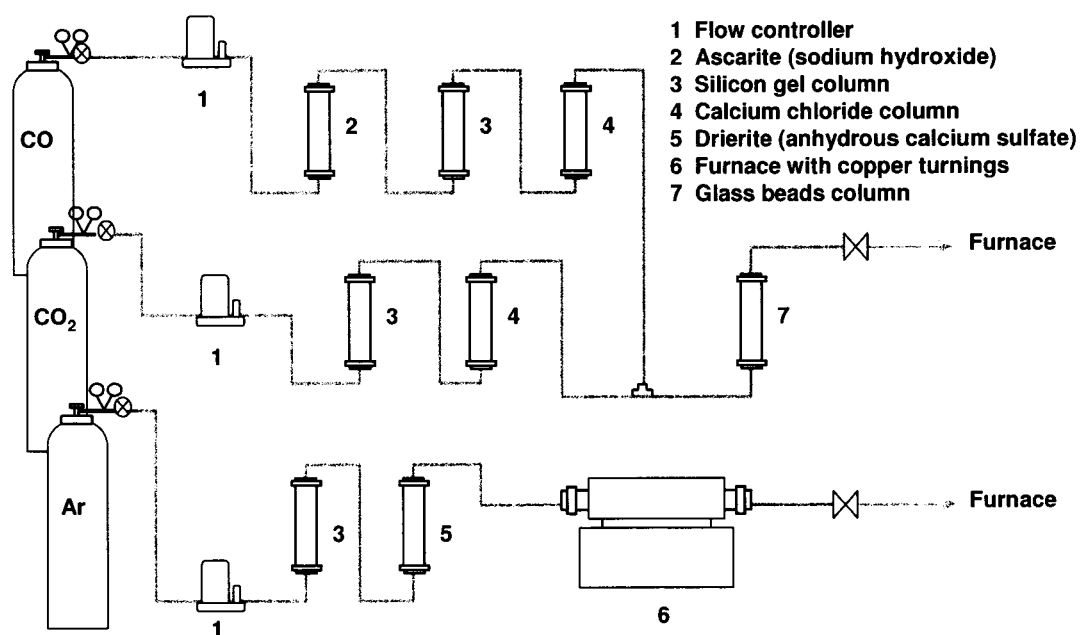 1 Flow controller
2 Ascarite (sodium hydroxide)
3 Silicon gel column
4 Calcium chloride column
5 Drierite (anhydrous calcium sulfate)
6 Furnace with copper turnings
7 Glass beads column
CO
1
2
3
4
CO2
1
3
4
7
Furnace
Ar
1
3
5
6
Furnace